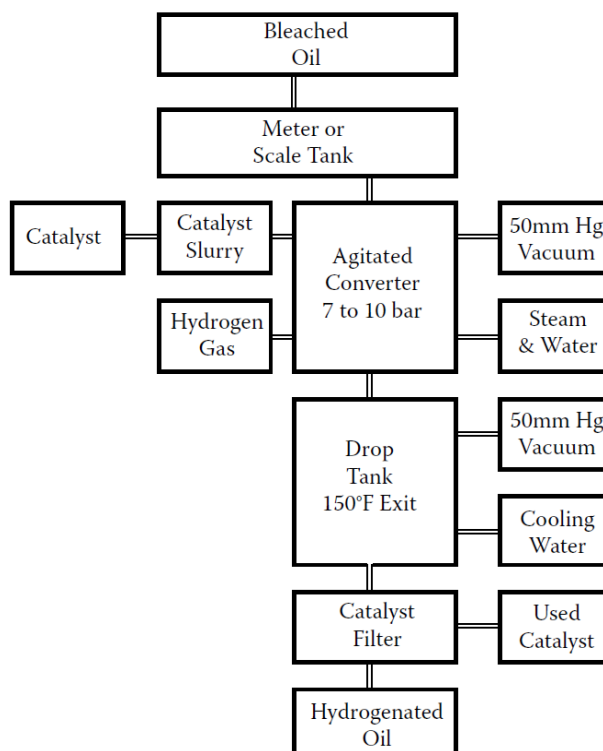 Bleached
Oil
Meter or
Scale Tank
Catalyst
Catalyst
Slurry
Agitated
Converter
7 to 10 bar
50mm Hg
Vacuum
Hydrogen
Gas
Steam
& Water
Drop
Tank
150°F Exit
50mm Hg
Vacuum
Cooling
Water
Catalyst
Filter
Used
Catalyst
Hydrogenated
Oil